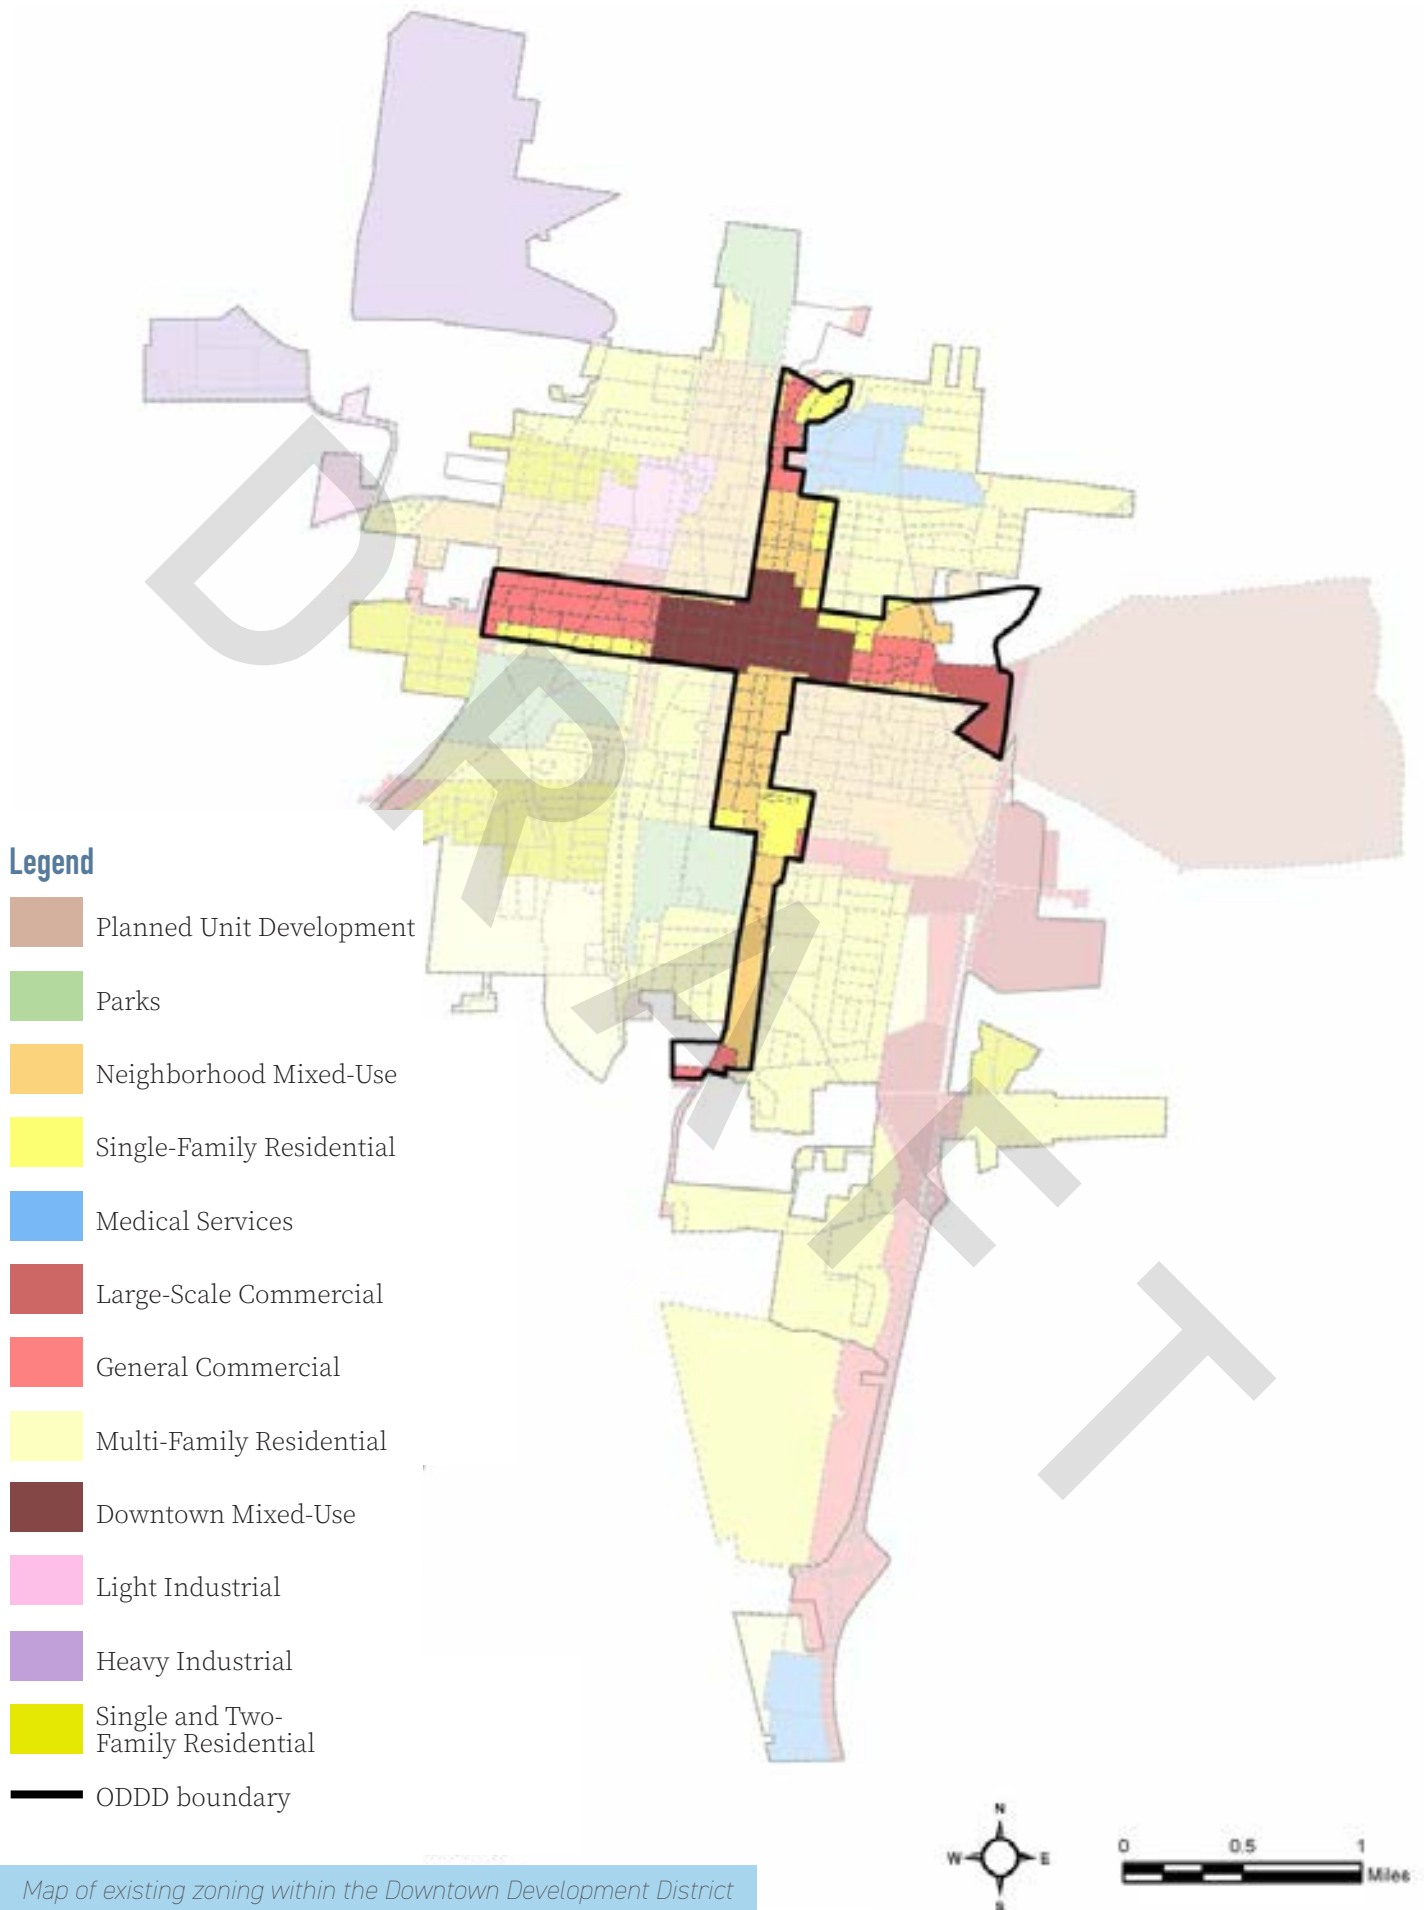 DRAFT
Legend
Planned Unit Development
Parks
Neighborhood Mixed-Use
Single-Family Residential
Medical Services
Large-Scale Commercial
General Commercial
Multi-Family Residential
Downtown Mixed-Use
Light Industrial
Heavy Industrial
Single and Two-
Family Residential
ODDD boundary
N
W E
S
0 0.5 1
Miles
Map of existing zoning within the Downtown Development District